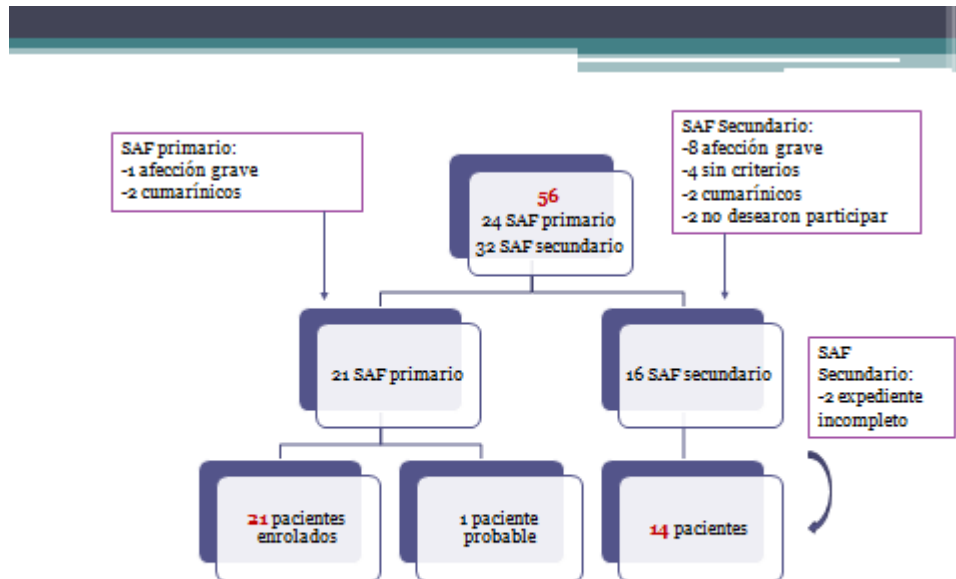 SAF primario:
-1 afección grave
-2 cumarínicos
SAF Secundario:
-8 afección grave
-4 sin criterios
-2 cumarínicos
-2 no desearon participar
56
24 SAF primario
32 SAF secundario
21 SAF primario
16 SAF secundario
SAF
Secundario:
-2 expediente
incompleto
21 pacientes
enrolados
1 paciente
probable
14 pacientes